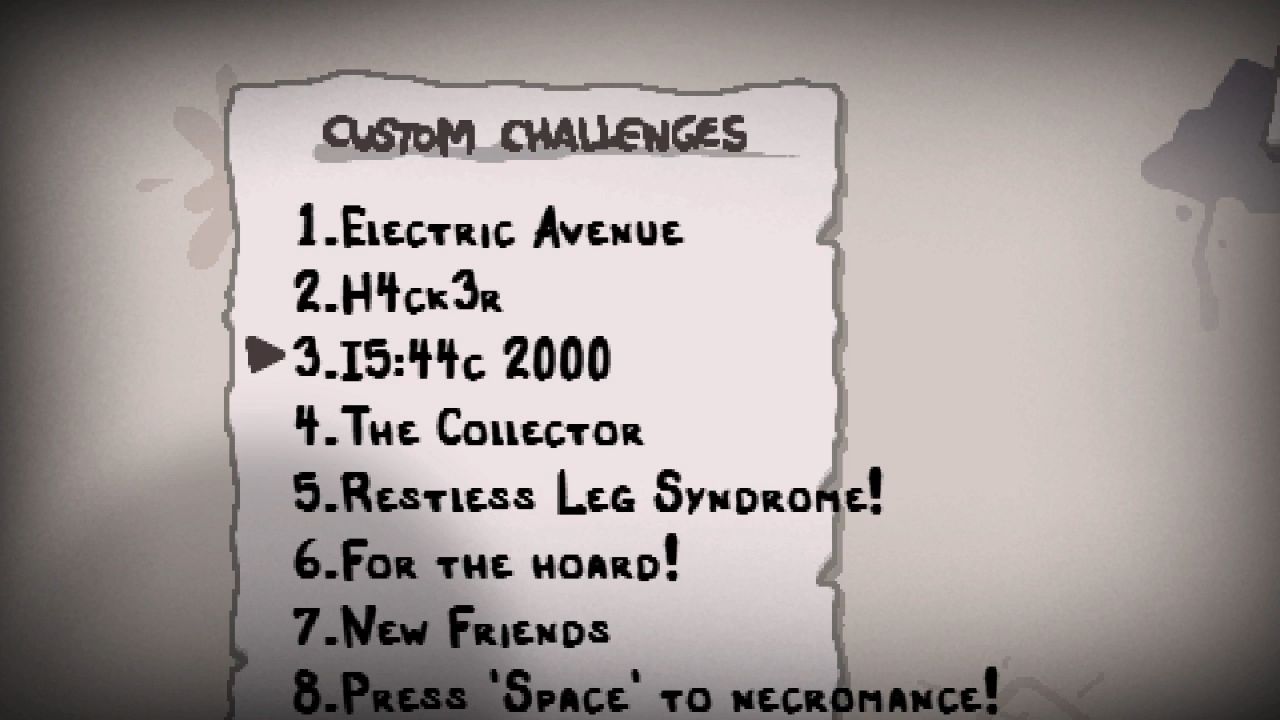 CUSTOM CHALLENGES
1.Electric Avenue
2.H4ck3r
3.I5:44c 2000
4.The Collector
5.Restless Leg Syndrome!
6.For the hoard!
7.New Friends
8.Press 'Space' to necromance!